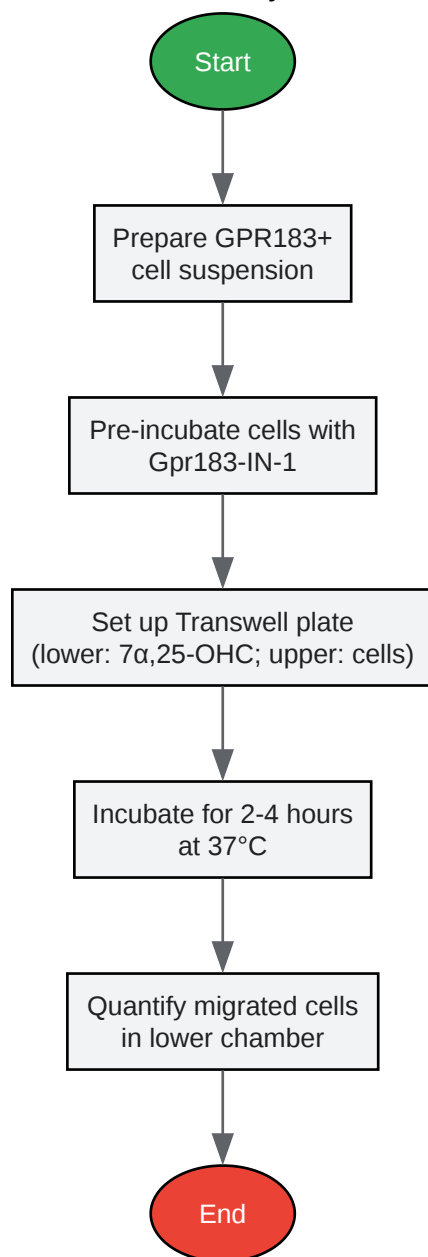 Start
Prepare GPR183+
cell suspension
Pre-incubate cells with
Gpr183-IN-1
Set up Transwell plate
(lower: 7α,25-OHC; upper: cells)
Incubate for 2-4 hours
at 37°C
Quantify migrated cells
in lower chamber
End